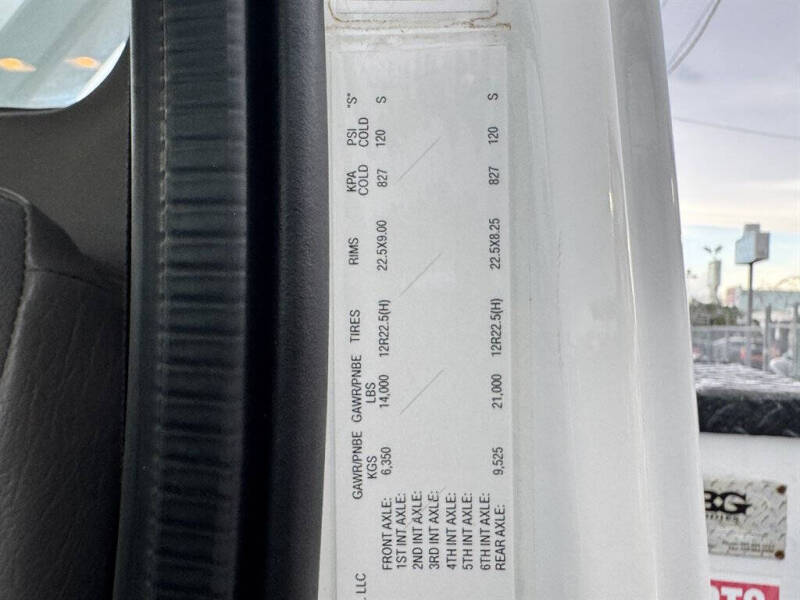 GAWR/PNBE GAWR/PNBE TIRES RIMS KPA PSI "S"
KGS LBS COLD COLD
FRONT AXLE: 6,350 14,000 12R22.5(H) 22.5X9.00 827 120 S
1ST INT AXLE:
2ND INT AXLE:
3RD INT AXLE:
4TH INT AXLE:
5TH INT AXLE:
6TH INT AXLE:
REAR AXLE: 9,525 21,000 12R22.5(H) 22.5X8.25 827 120 S
LLC
BG